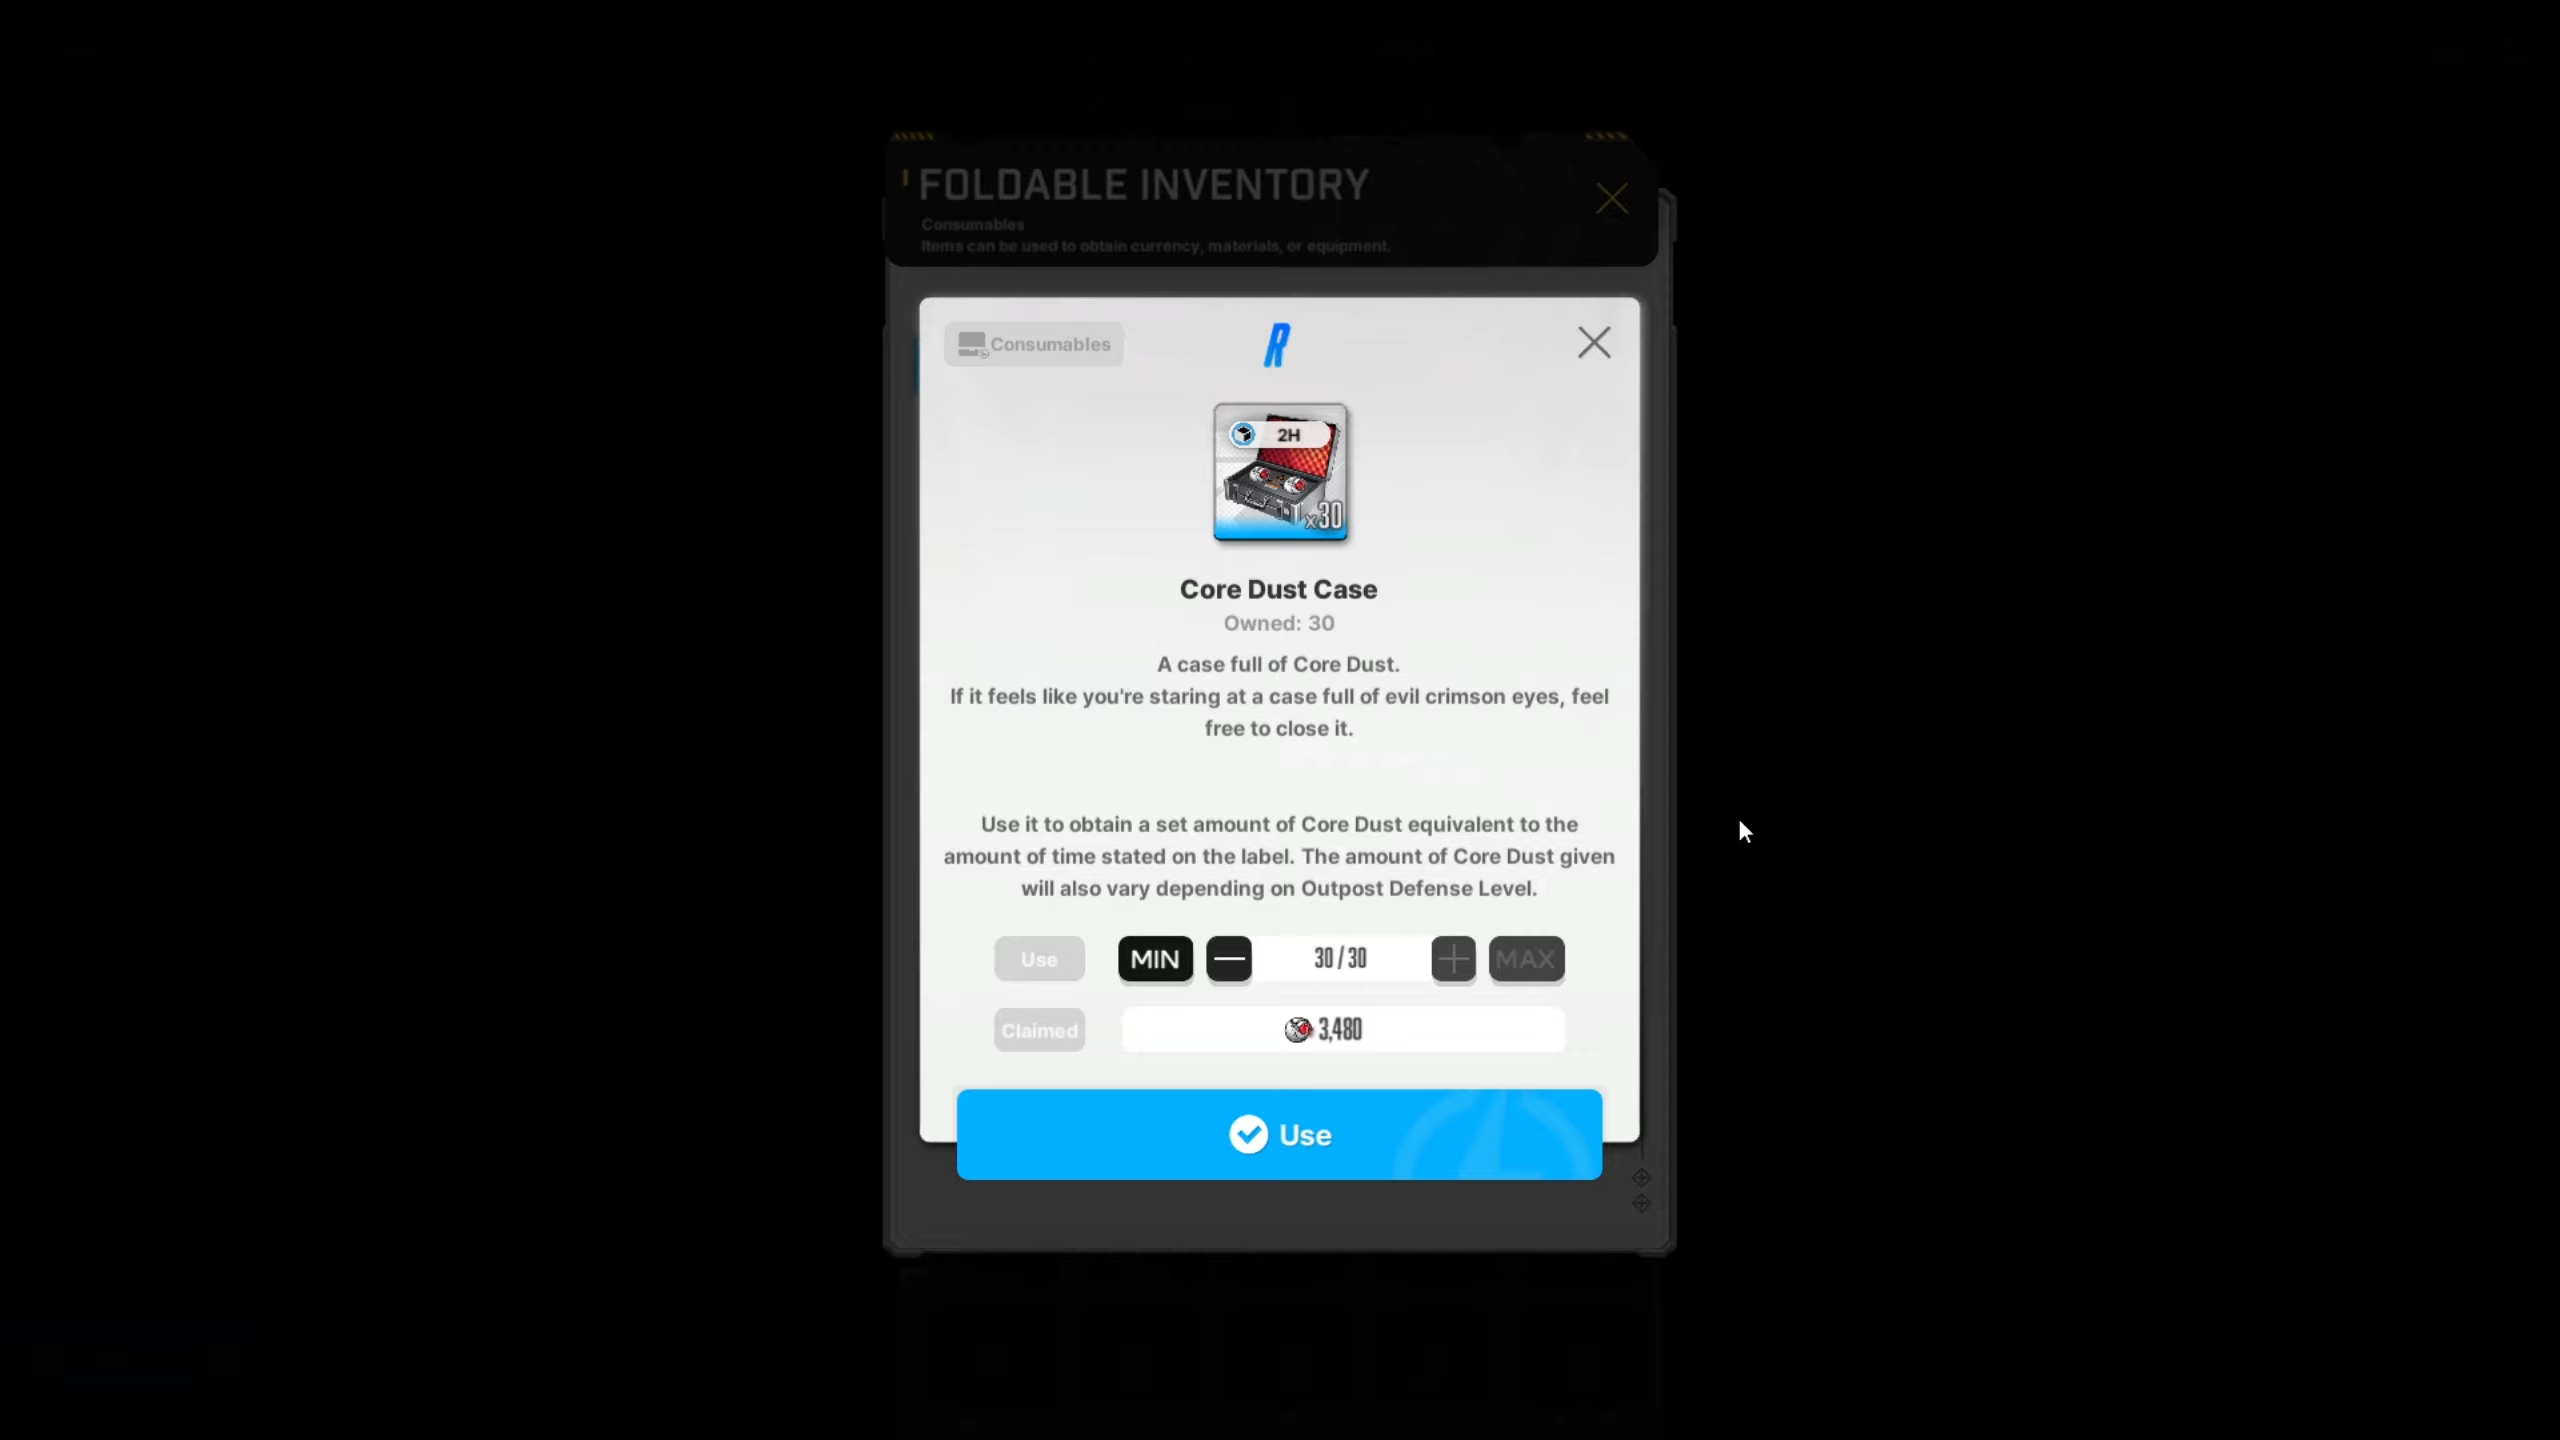 FOLDABLE INVENTORY
Consumables
Items can be used to obtain currency, materials, or equipment.
Consumables
R
2H
x30
Core Dust Case
Owned: 30
A case full of Core Dust.
If it feels like you're staring at a case full of evil crimson eyes, feel
free to close it.
Use it to obtain a set amount of Core Dust equivalent to the
amount of time stated on the label. The amount of Core Dust given
will also vary depending on Outpost Defense Level.
Use MIN 30/30 MAX
Claimed 3,480
Use